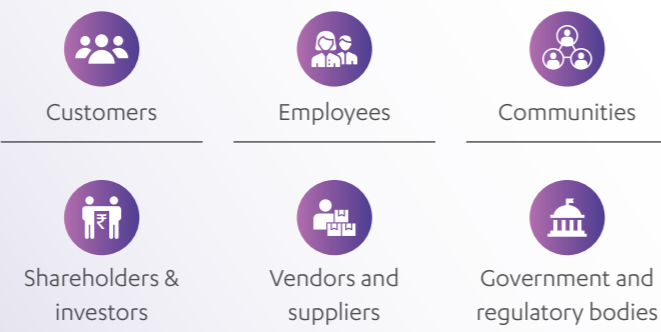 Customers
Employees
Communities
₹
Shareholders &
investors
Vendors and
suppliers
Government and
regulatory bodies